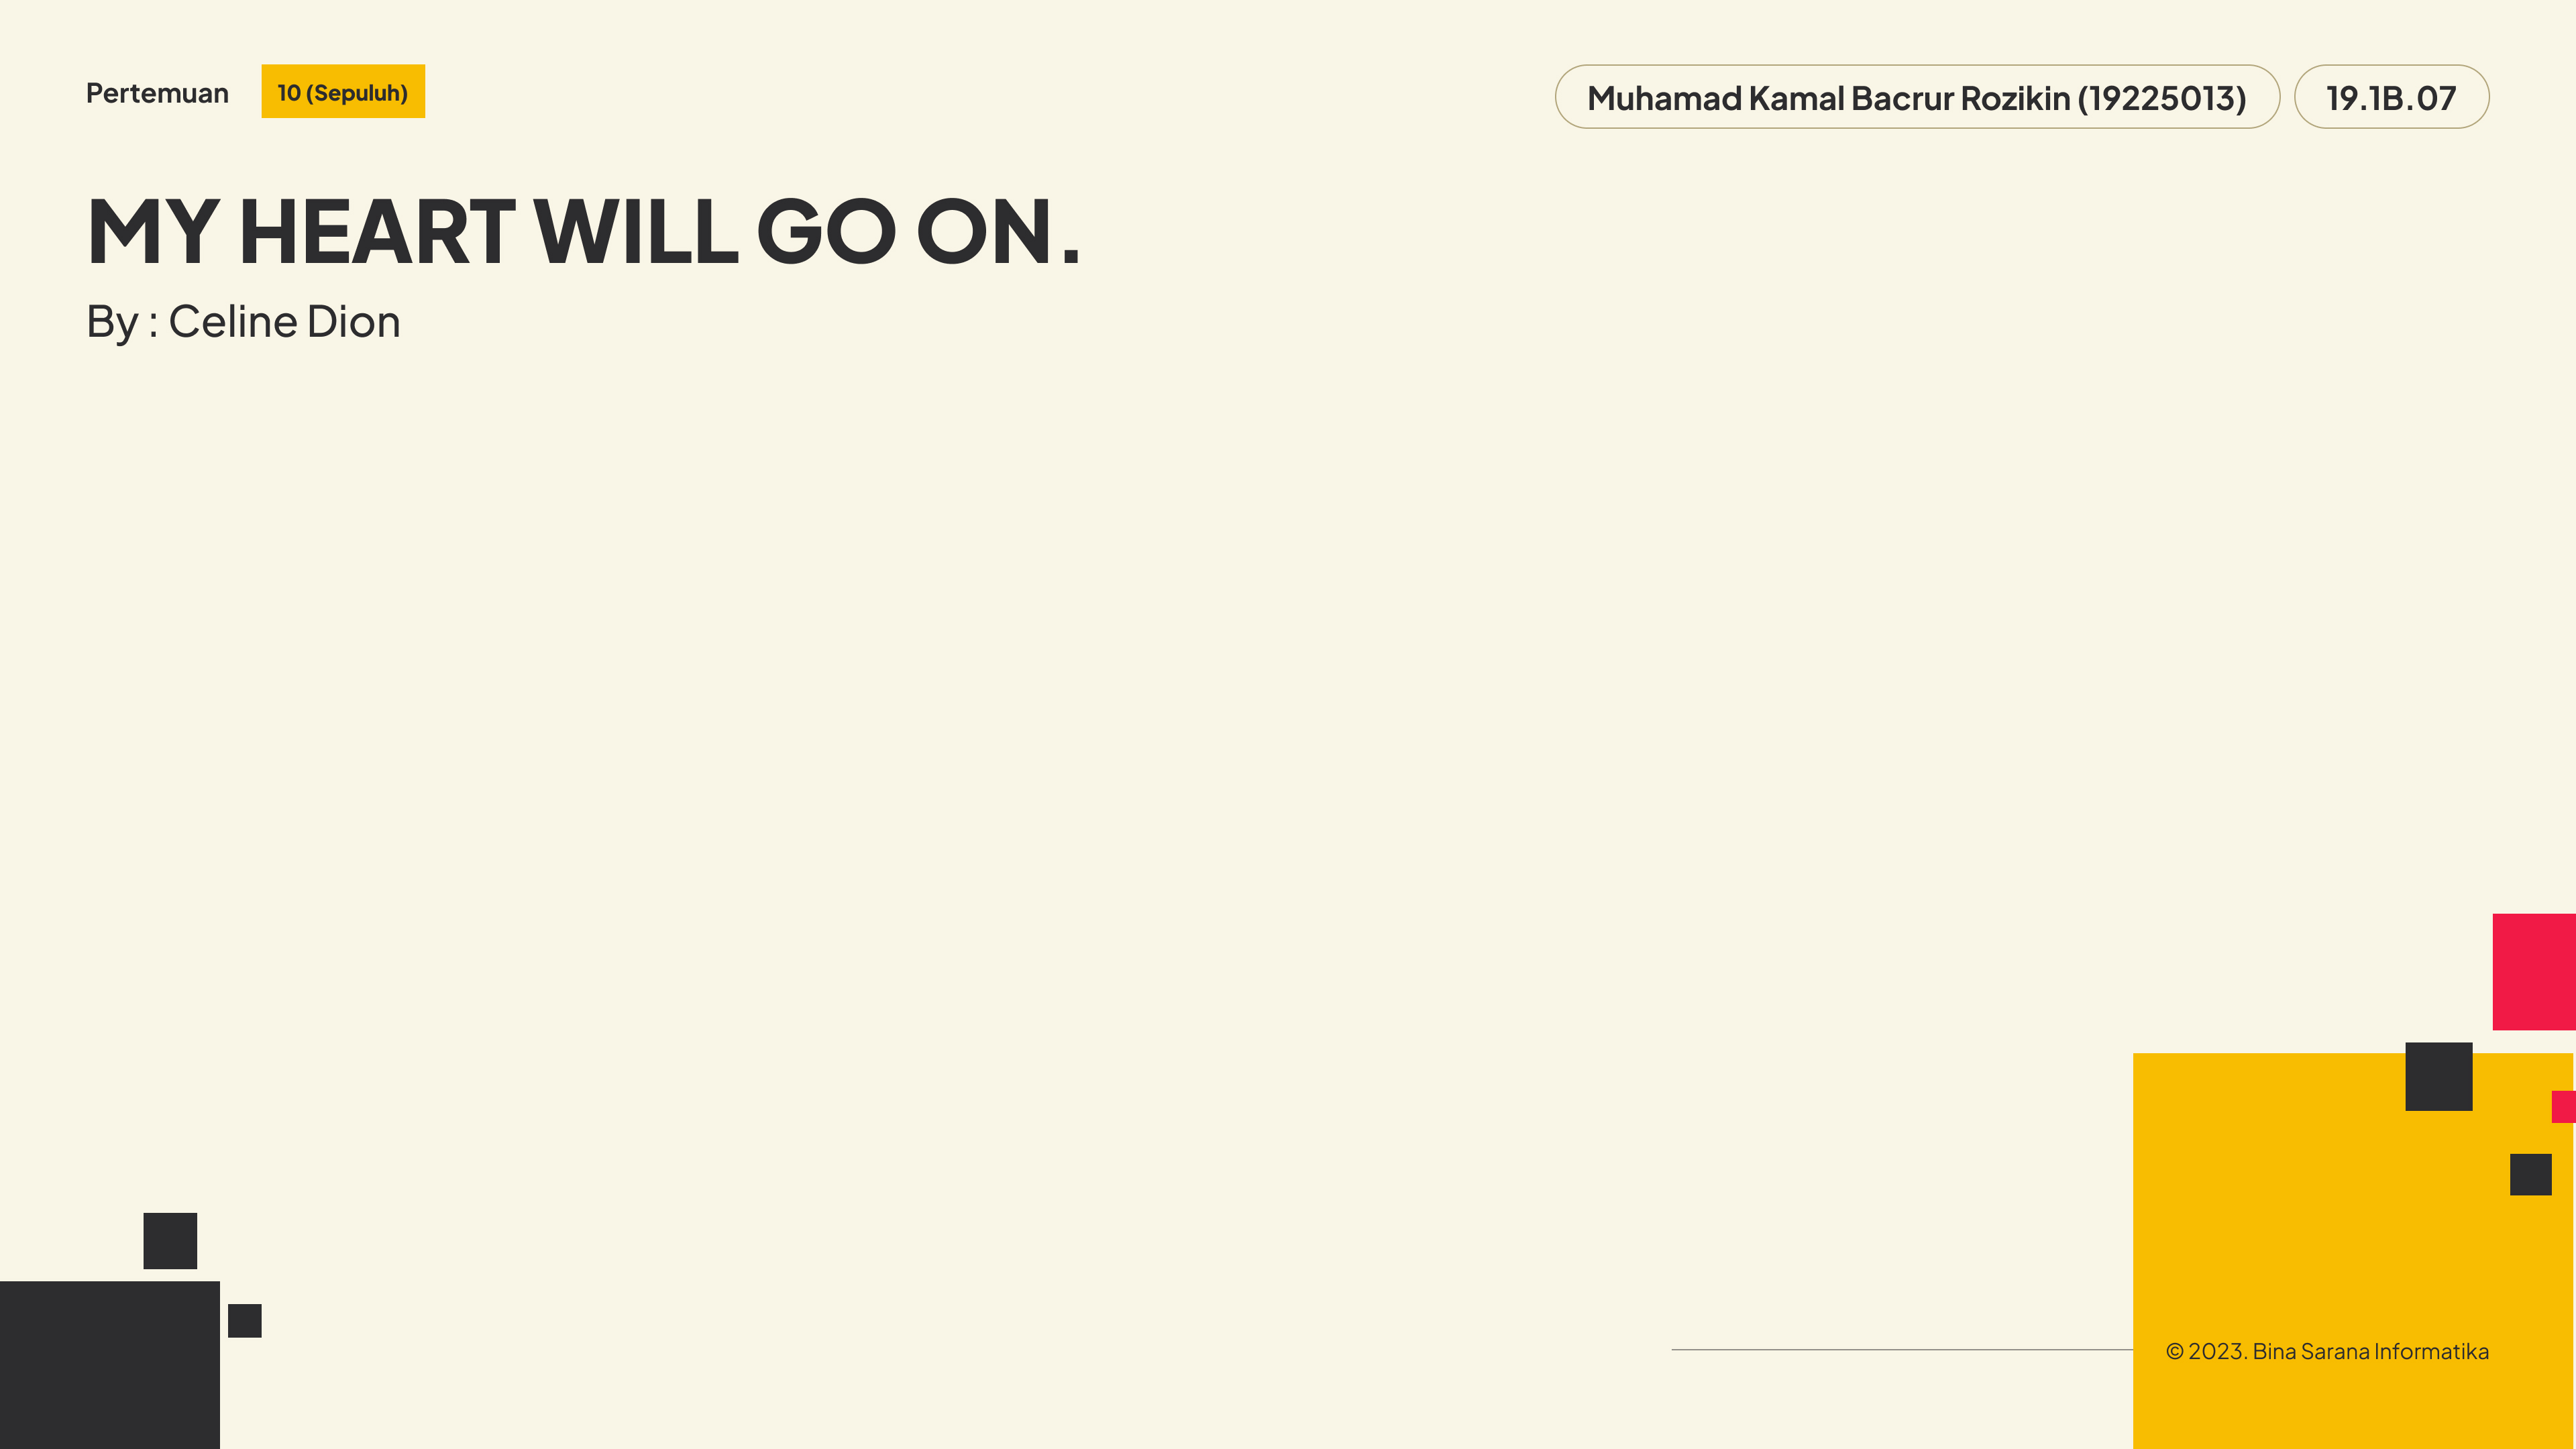 Pertemuan
10 (Sepuluh)
Muhamad Kamal Bacrur Rozikin (19225013)
19.1B.07
MY HEART WILL GO ON.
By : Celine Dion
© 2023. Bina Sarana Informatika